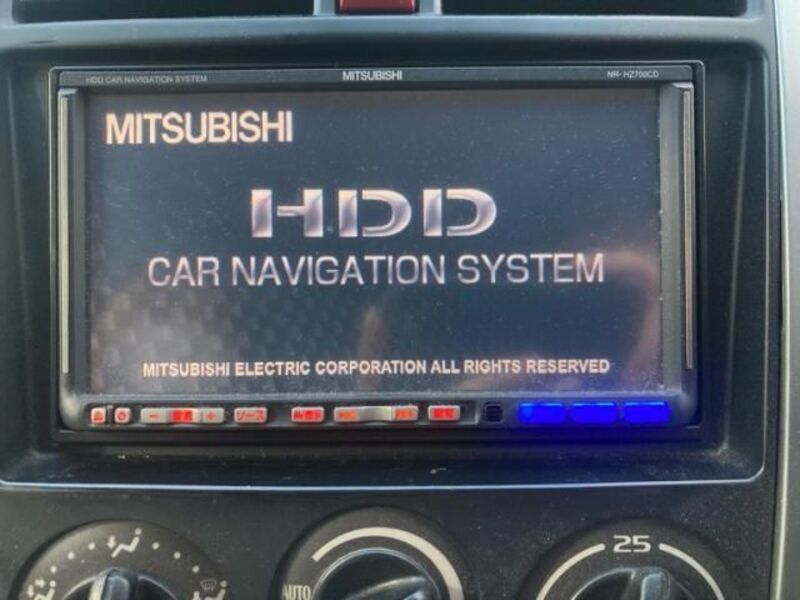 HDD CAR NAVIGATION SYSTEM MITSUBISHI NR-HZ700CD
MITSUBISHI
HDD
CAR NAVIGATION SYSTEM
MITSUBISHI ELECTRIC CORPORATION ALL RIGHTS RESERVED
− 音量 + ソース
AUTO
25